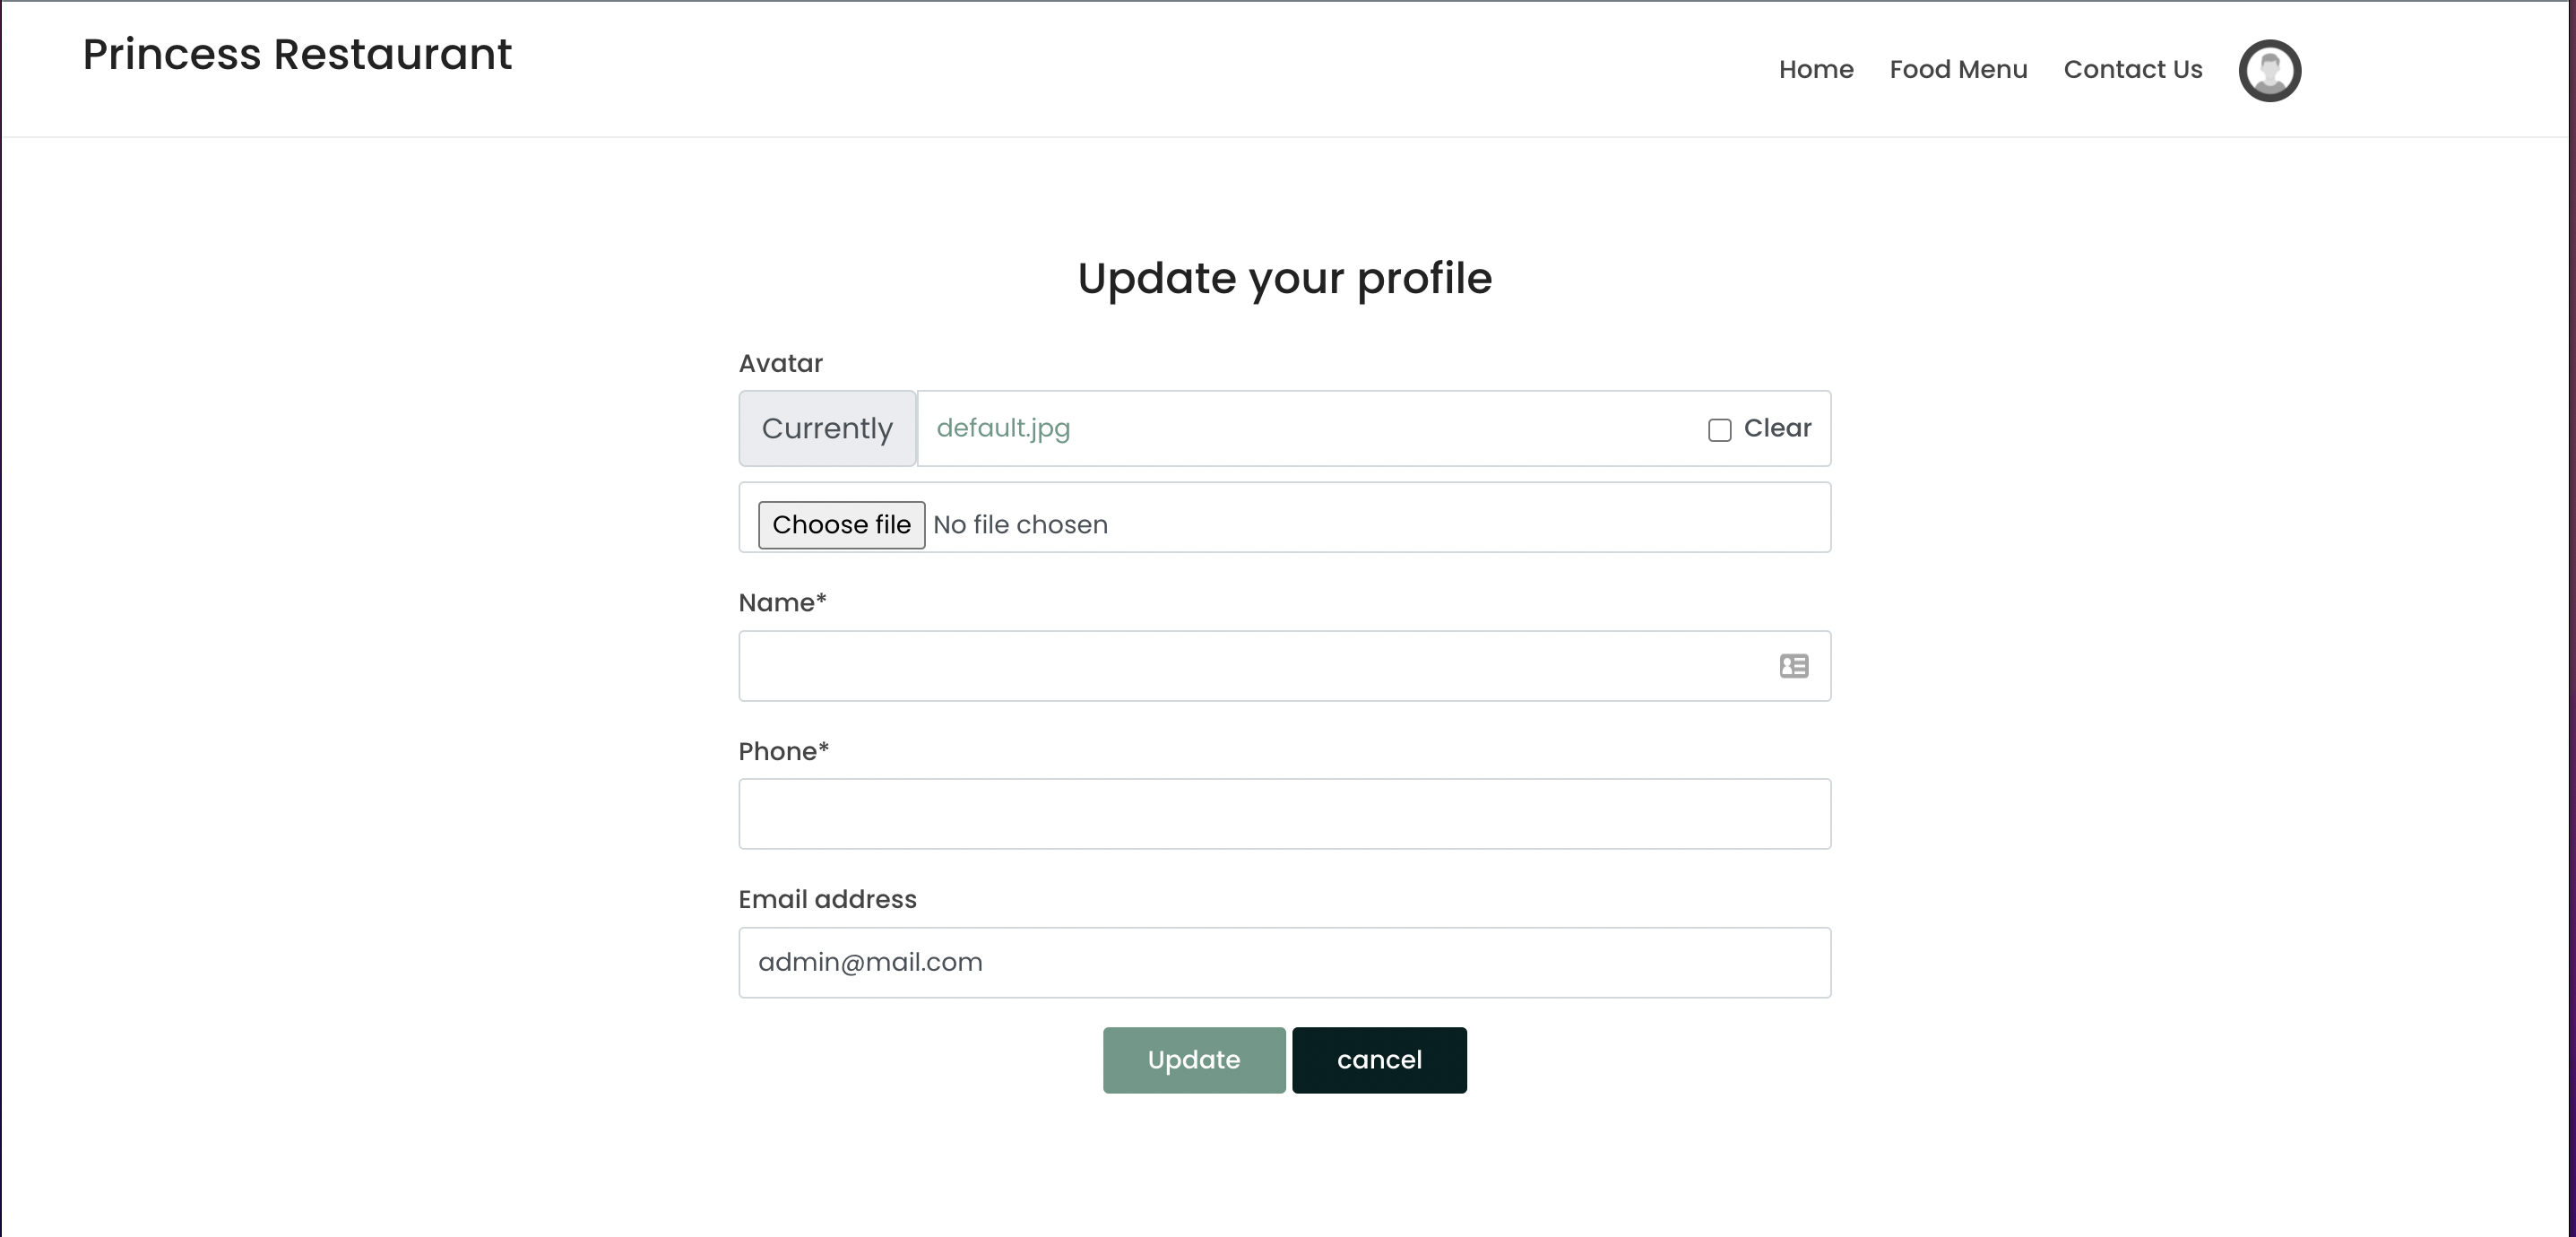 Princess Restaurant
Home Food Menu Contact Us
Update your profile
Avatar
Currently default.jpg Clear
Choose file No file chosen
Name*
Phone*
Email address
admin@mail.com
Update cancel